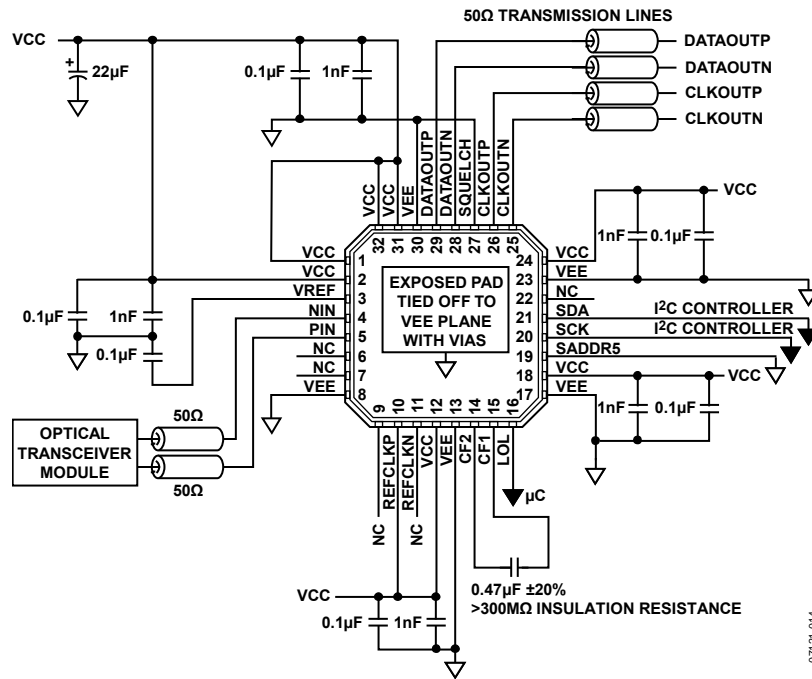 50Ω TRANSMISSION LINES
VCC
+
22µF
0.1µF
1nF
DATAOUTP
DATAOUTN
CLKOUTP
CLKOUTN
VCC
VCC
VEE
DATAOUTP
DATAOUTN
SQUELCH
CLKOUTP
CLKOUTN
32
31
30
29
28
27
26
25
VCC
1
VCC
2
VREF
3
NIN
4
PIN
5
NC
6
NC
7
VEE
8
0.1µF
1nF
0.1µF
EXPOSED PAD
TIED OFF TO
VEE PLANE
WITH VIAS
24
VCC
23
VEE
22
NC
21
SDA
20
SCK
19
SADDR5
18
VCC
17
VEE
VCC
1nF
0.1µF
I2C CONTROLLER
I2C CONTROLLER
VCC
1nF
0.1µF
OPTICAL
TRANSCEIVER
MODULE
50Ω
50Ω
9
10
11
12
13
14
15
16
REFCLKP
REFCLKN
VCC
VEE
CF2
CF1
LOL
NC
NC
µC
0.47µF ±20%
>300MΩ INSULATION RESISTANCE
VCC
0.1µF
1nF